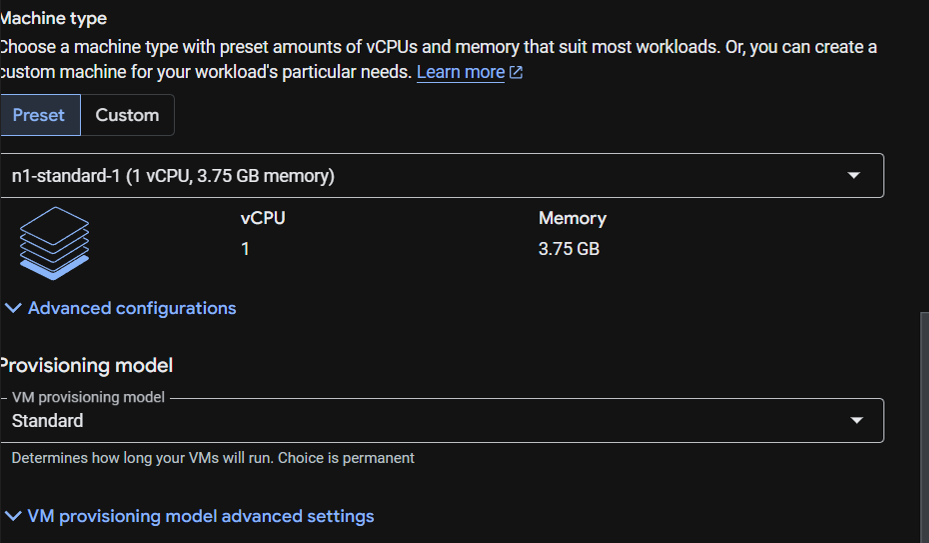 Machine type
Choose a machine type with preset amounts of vCPUs and memory that suit most workloads. Or, you can create a
custom machine for your workload's particular needs. Learn more
Preset Custom
n1-standard-1 (1 vCPU, 3.75 GB memory)
vCPU Memory
1 3.75 GB
Advanced configurations
Provisioning model
VM provisioning model
Standard
Determines how long your VMs will run. Choice is permanent
VM provisioning model advanced settings